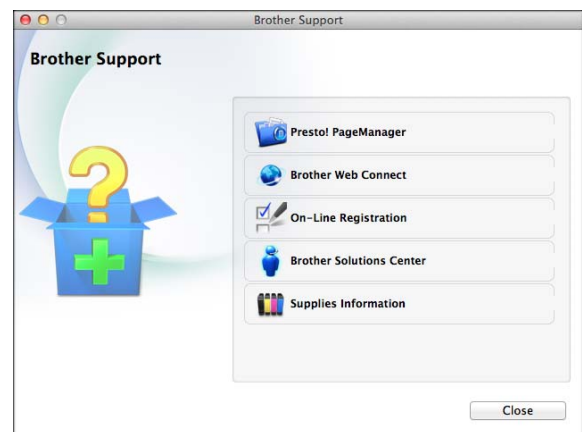 Brother Support
Brother Support
Presto! PageManager
Brother Web Connect
On-Line Registration
Brother Solutions Center
Supplies Information
Close